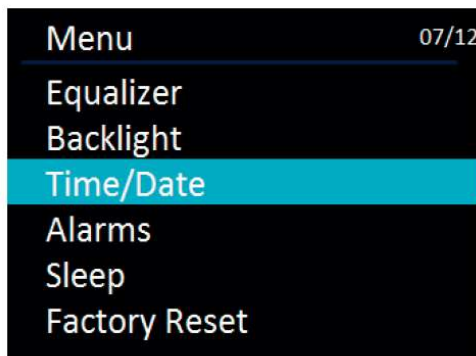 Menu 07/12
Equalizer
Backlight
Time/Date
Alarms
Sleep
Factory Reset